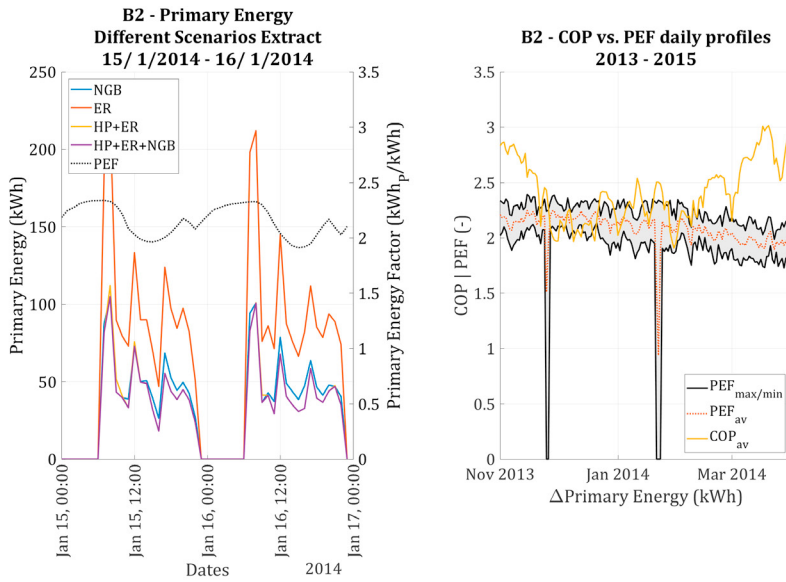 B2 - Primary Energy
Different Scenarios Extract
15/ 1/2014 - 16/ 1/2014
Primary Energy (kWh)
250
200
150
100
50
0
NGB
ER
HP+ER
HP+ER+NGB
PEF
3.5
3
2.5
2
1.5
1
0.5
0
Primary Energy Factor (kWhP/kWh)
Jan 15, 00:00
Jan 15, 12:00
Jan 16, 00:00
Jan 16, 12:00
Jan 17, 00:00
Dates
2014
B2 - COP vs. PEF daily profiles
2013 - 2015
COP | PEF (-)
3.5
3
2.5
2
1.5
1
0.5
0
PEFmax/min
PEFav
COPav
Nov 2013
Jan 2014
Mar 2014
ΔPrimary Energy (kWh)